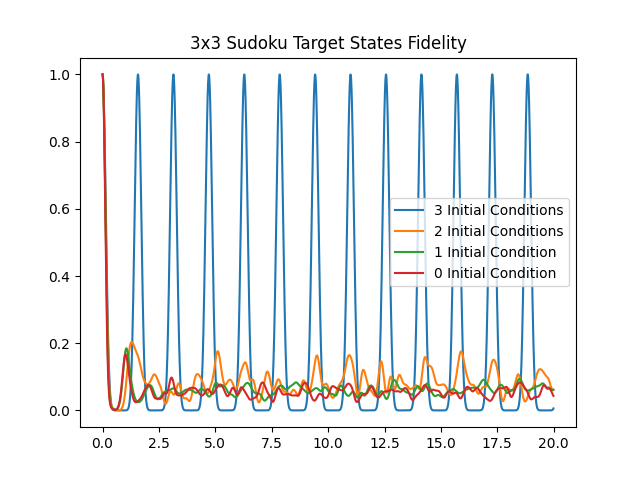 3x3 Sudoku Target States Fidelity
1.0
0.8
0.6
0.4
0.2
0.0
3 Initial Conditions
2 Initial Conditions
1 Initial Condition
0 Initial Condition
0.0 2.5 5.0 7.5 10.0 12.5 15.0 17.5 20.0